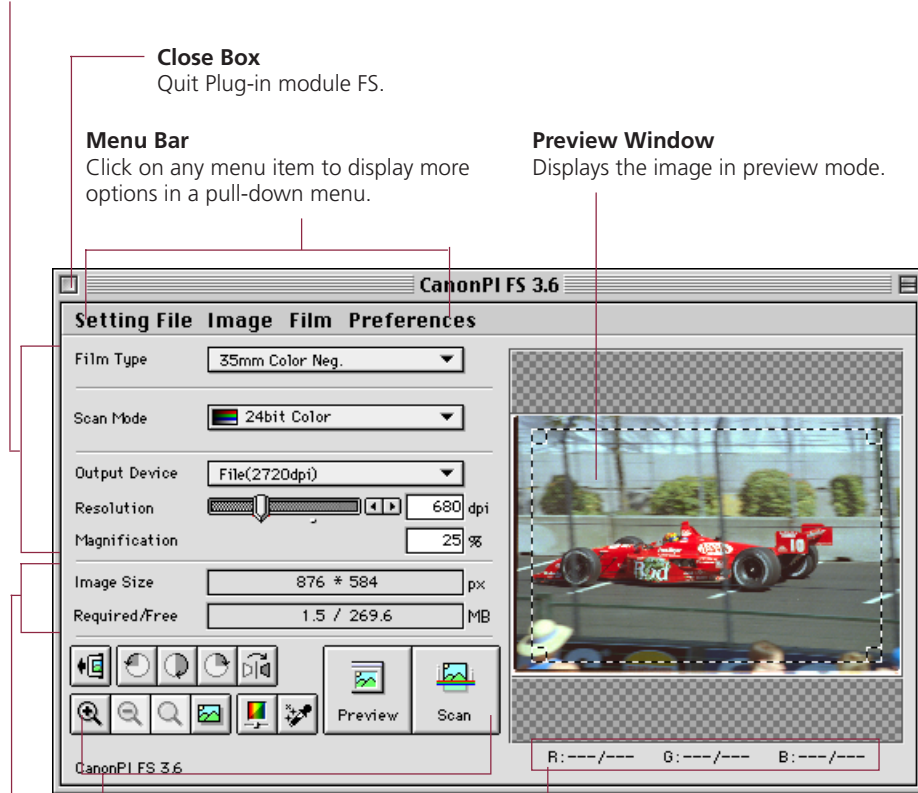 Close Box
Quit Plug-in module FS.
Menu Bar
Click on any menu item to display more
options in a pull-down menu.
Preview Window
Displays the image in preview mode.
CanonPI FS 3.6
Setting File Image Film Preferences
Film Type 35mm Color Neg.
Scan Mode 24bit Color
Output Device File(2720dpi)
Resolution 680 dpi
Magnification 25 %
Image Size 876 * 584 px
Required/Free 1.5 / 269.6 MB
Preview Scan
CanonPI FS 3.6
R:---/--- G:---/--- B:---/---
10
Rod